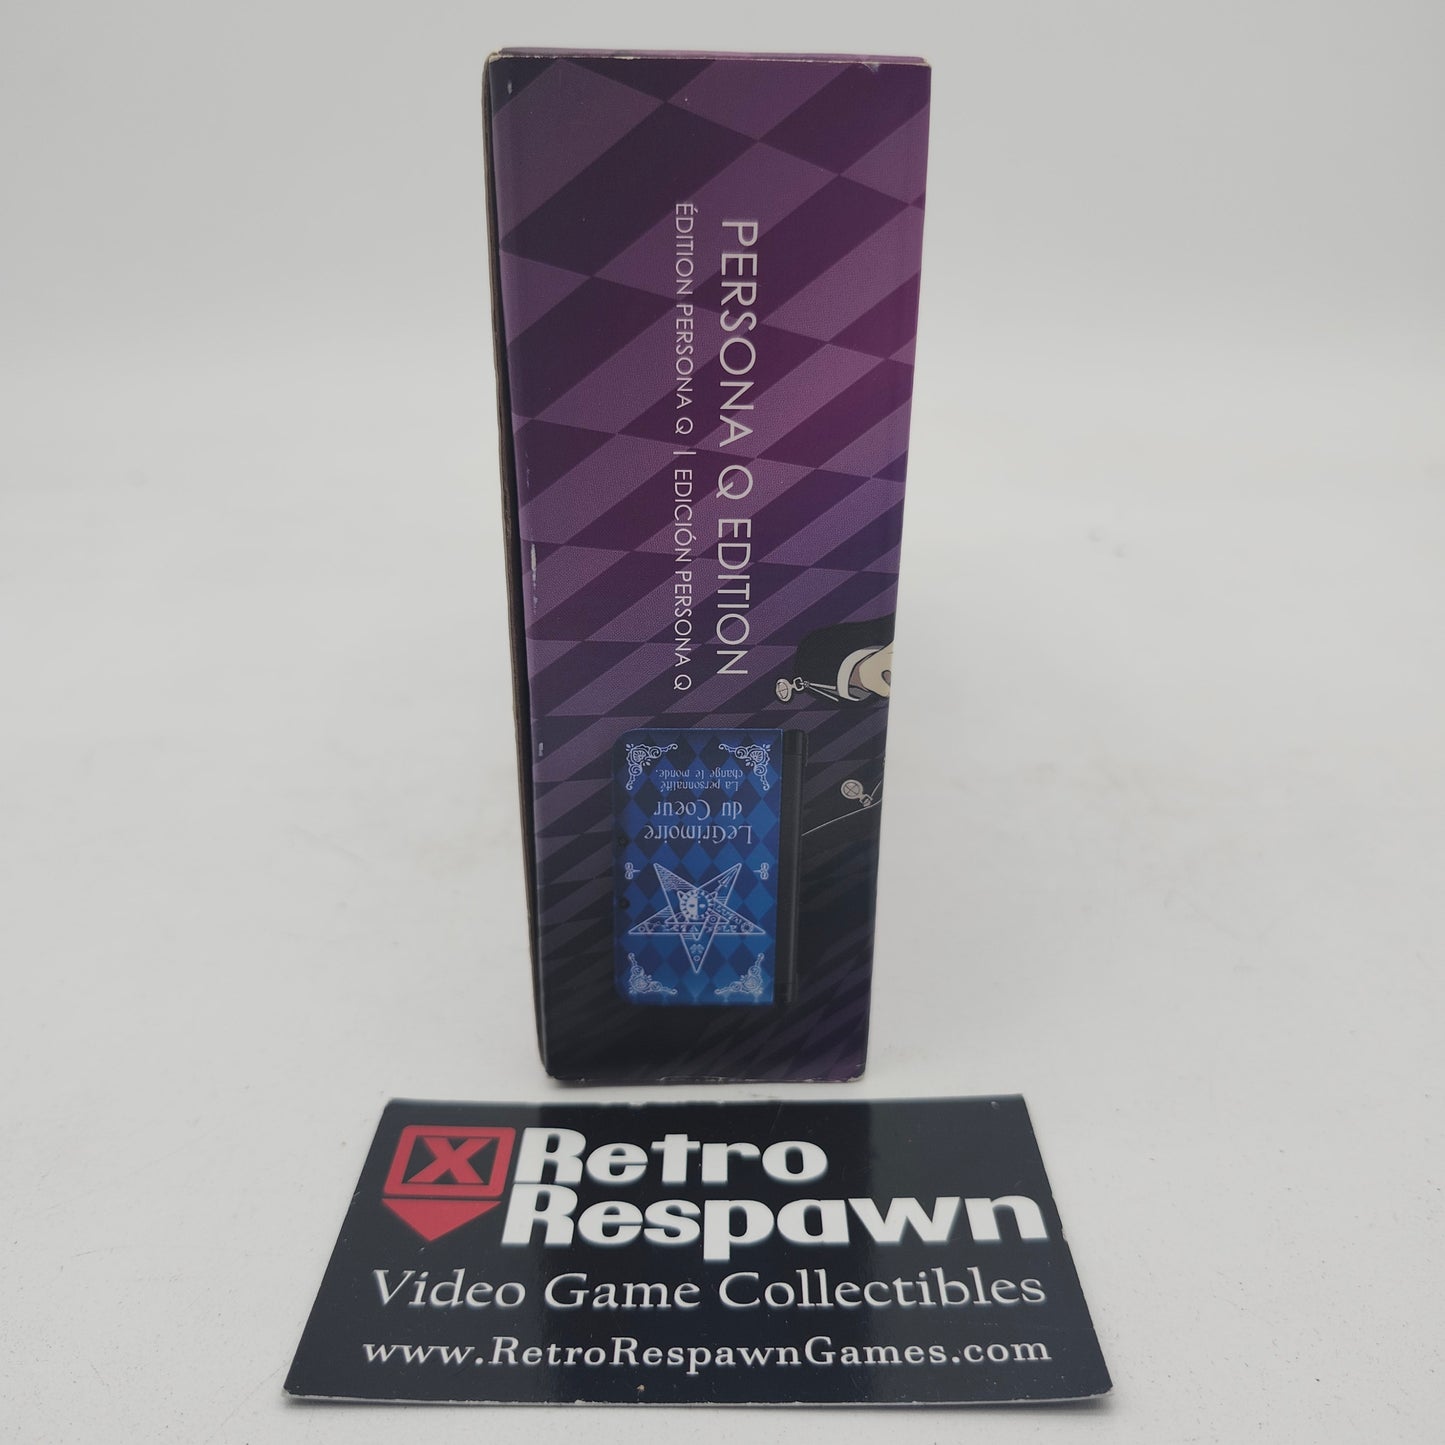 PERSONA Q EDITION
ÉDITION PERSONA Q | EDICIÓN PERSONA Q
LeGrimoire
du Coeur
La personnalité
change le monde.
X Retro
Respawn
Video Game Collectibles
www.RetroRespawnGames.com